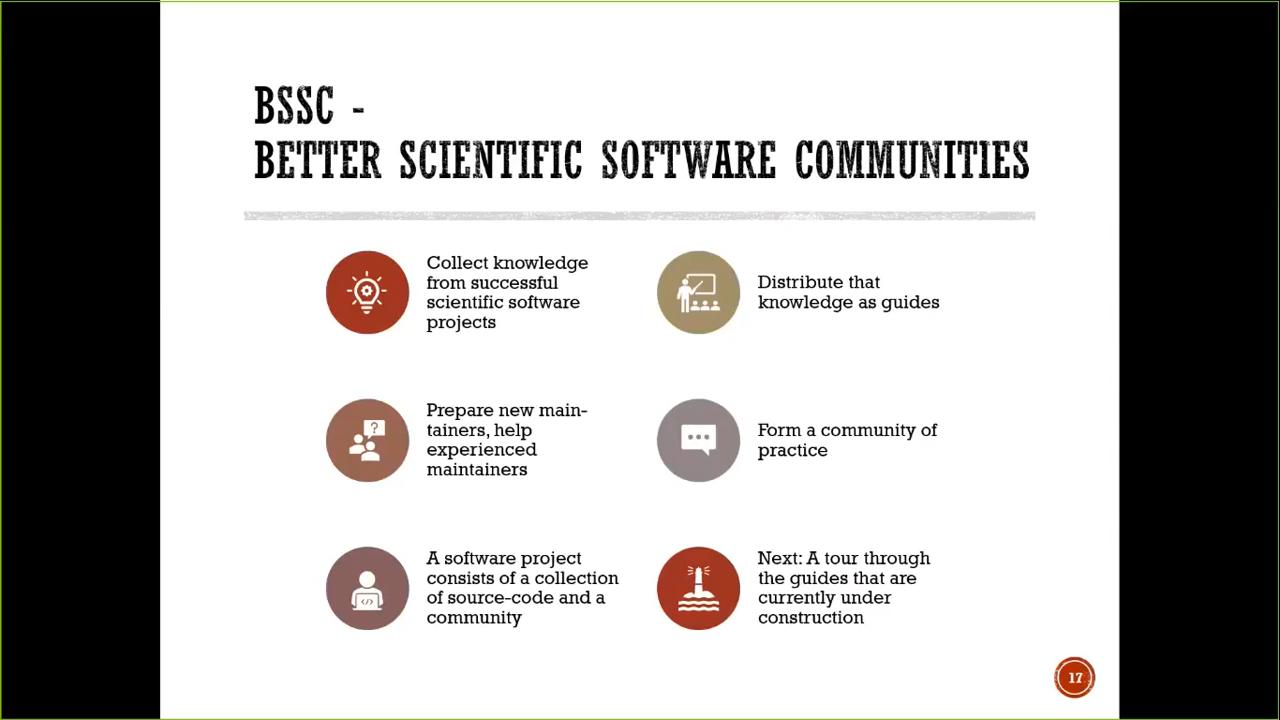 BSSC -
BETTER SCIENTIFIC SOFTWARE COMMUNITIES
Collect knowledge
from successful
scientific software
projects
Distribute that
knowledge as guides
Prepare new main-
tainers, help
experienced
maintainers
?
Form a community of
practice
A software project
consists of a collection
of source-code and a
community
</>
Next: A tour through
the guides that are
currently under
construction
17